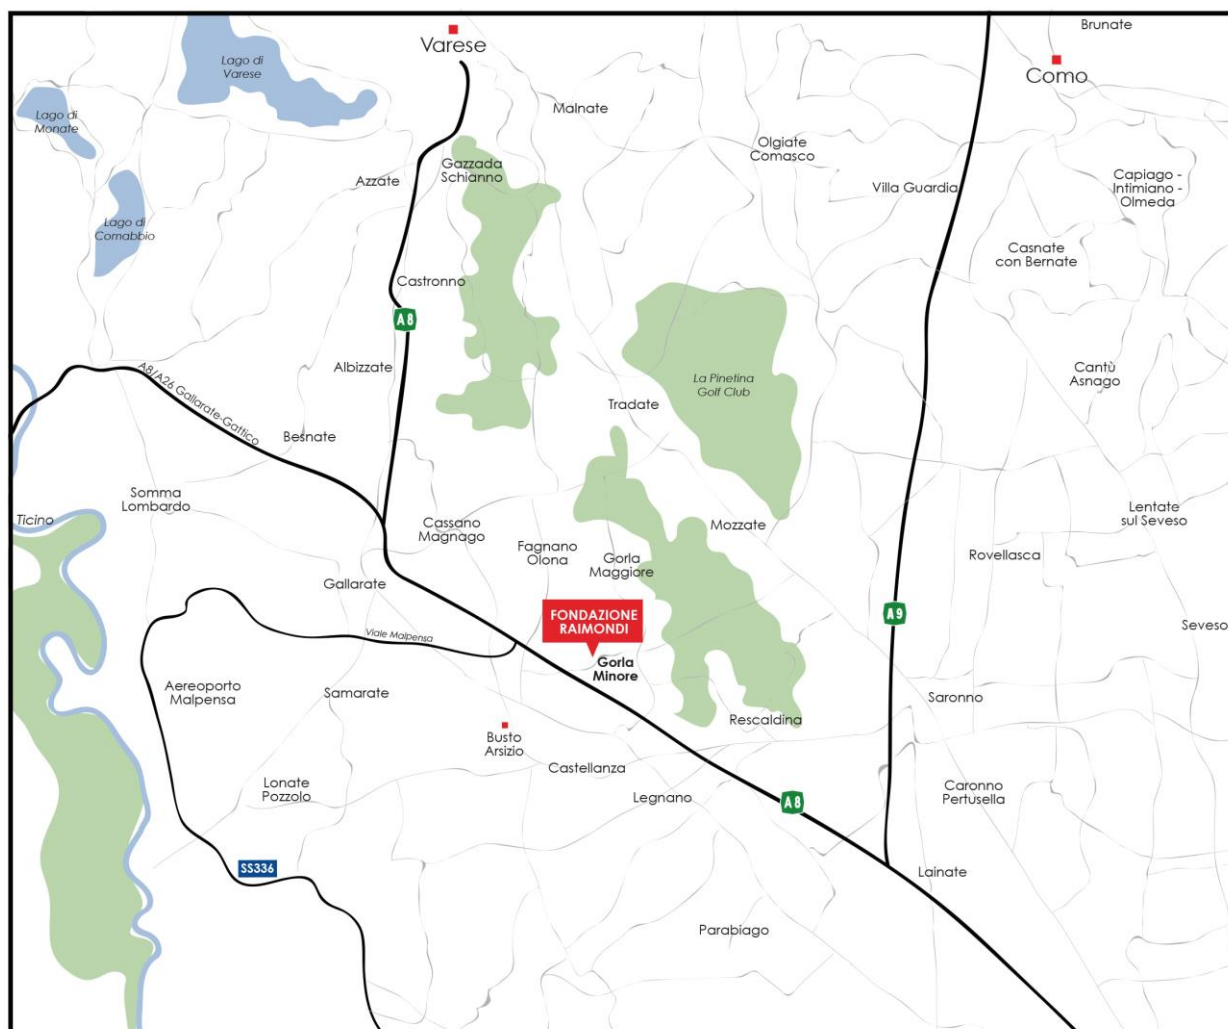 Brunate
Varese
Como
Lago di
Varese
Lago di
Monate
Malnate
Olgiate
Comasco
Gazzada
Schianno
Azzate
Villa Guardia
Capiago -
Intimiano -
Olmeda
Lago di
Comabbio
Casnate
con Bernate
Castronno
A8
Albizzate
A8/A26 Gallarate-Gattico
La Pinetina
Golf Club
Cantù
Asnago
Tradate
Besnate
Somma
Lombardo
Ticino
Cassano
Magnago
Mozzate
Lentate
sul Seveso
Fagnano
Olona
Gorla
Maggiore
Rovellasca
Gallarate
FONDAZIONE
RAIMONDI
A9
Seveso
Viale Malpensa
Gorla
Minore
Aereoporto
Malpensa
Samarate
Saronno
Rescaldina
Busto
Arsizio
Castellanza
Lonate
Pozzolo
Legnano
A8
Caronno
Pertusella
SS336
Lainate
Parabiago